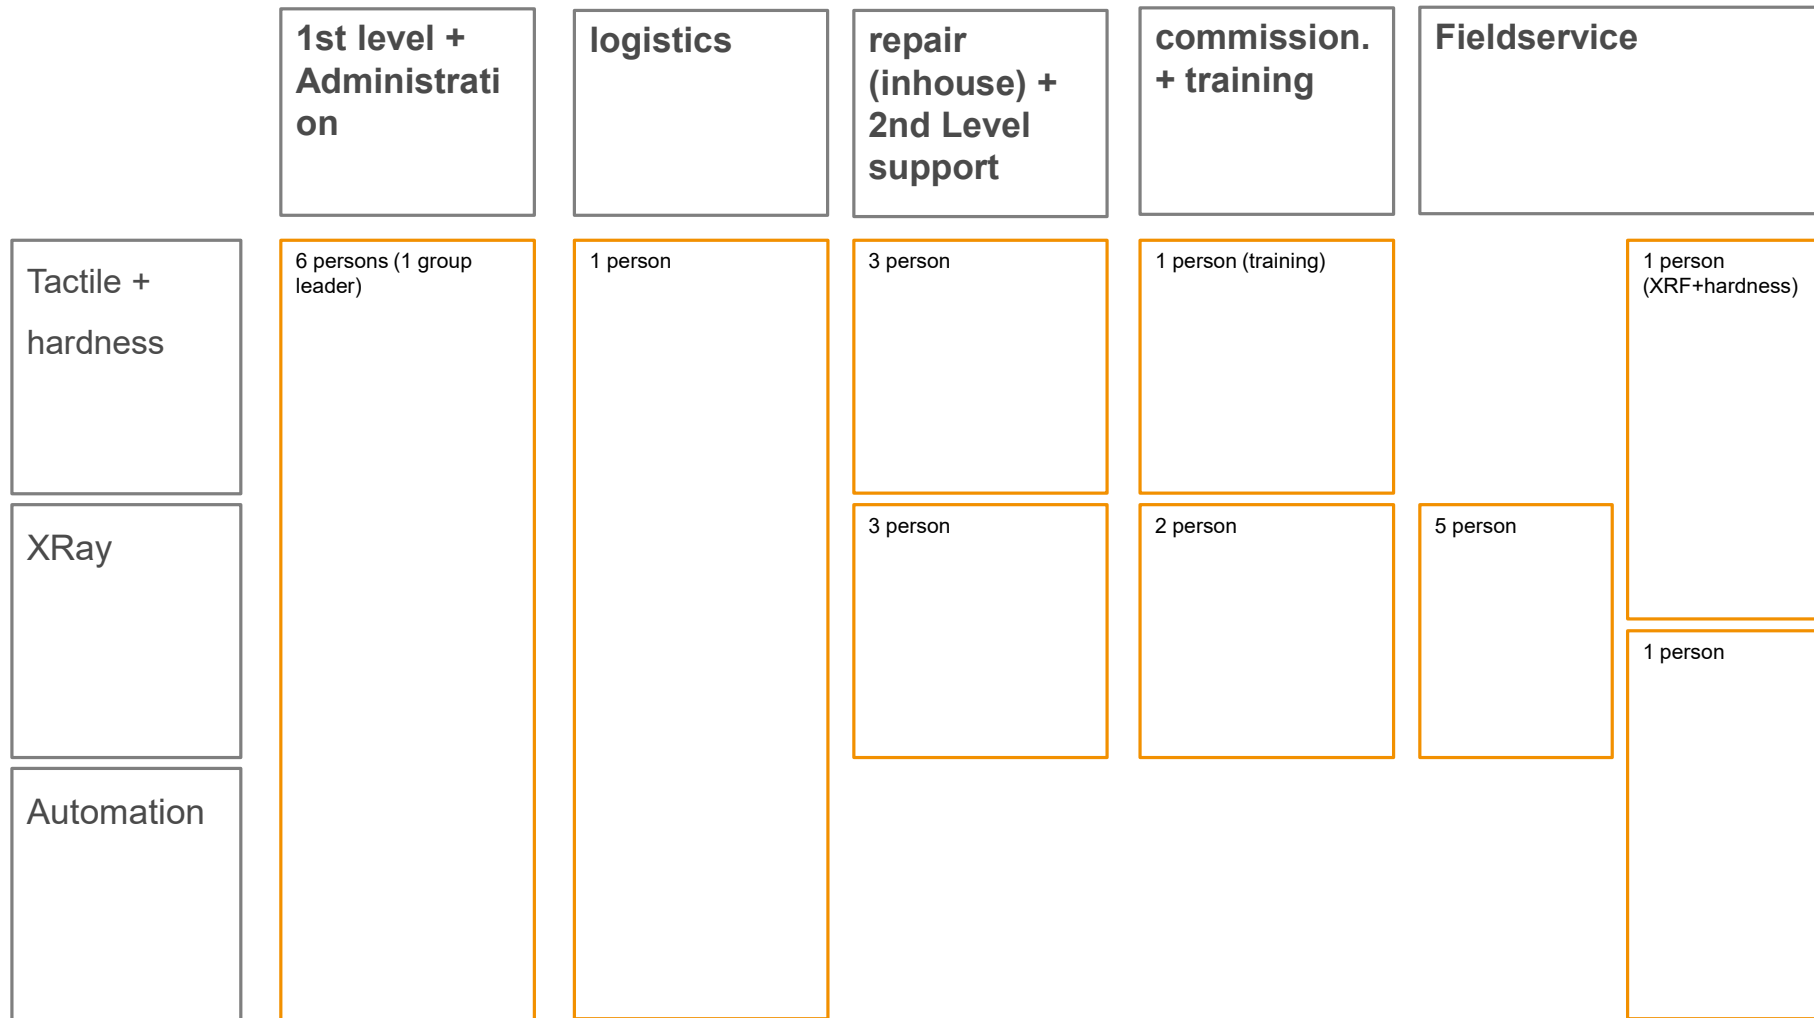 1st level +
Administrati
on
logistics
repair
(inhouse) +
2nd Level
support
commission.
+ training
Fieldservice
Tactile +
hardness
6 persons (1 group
leader)
1 person
3 person
1 person (training)
1 person
(XRF+hardness)
XRay
3 person
2 person
5 person
1 person
Automation